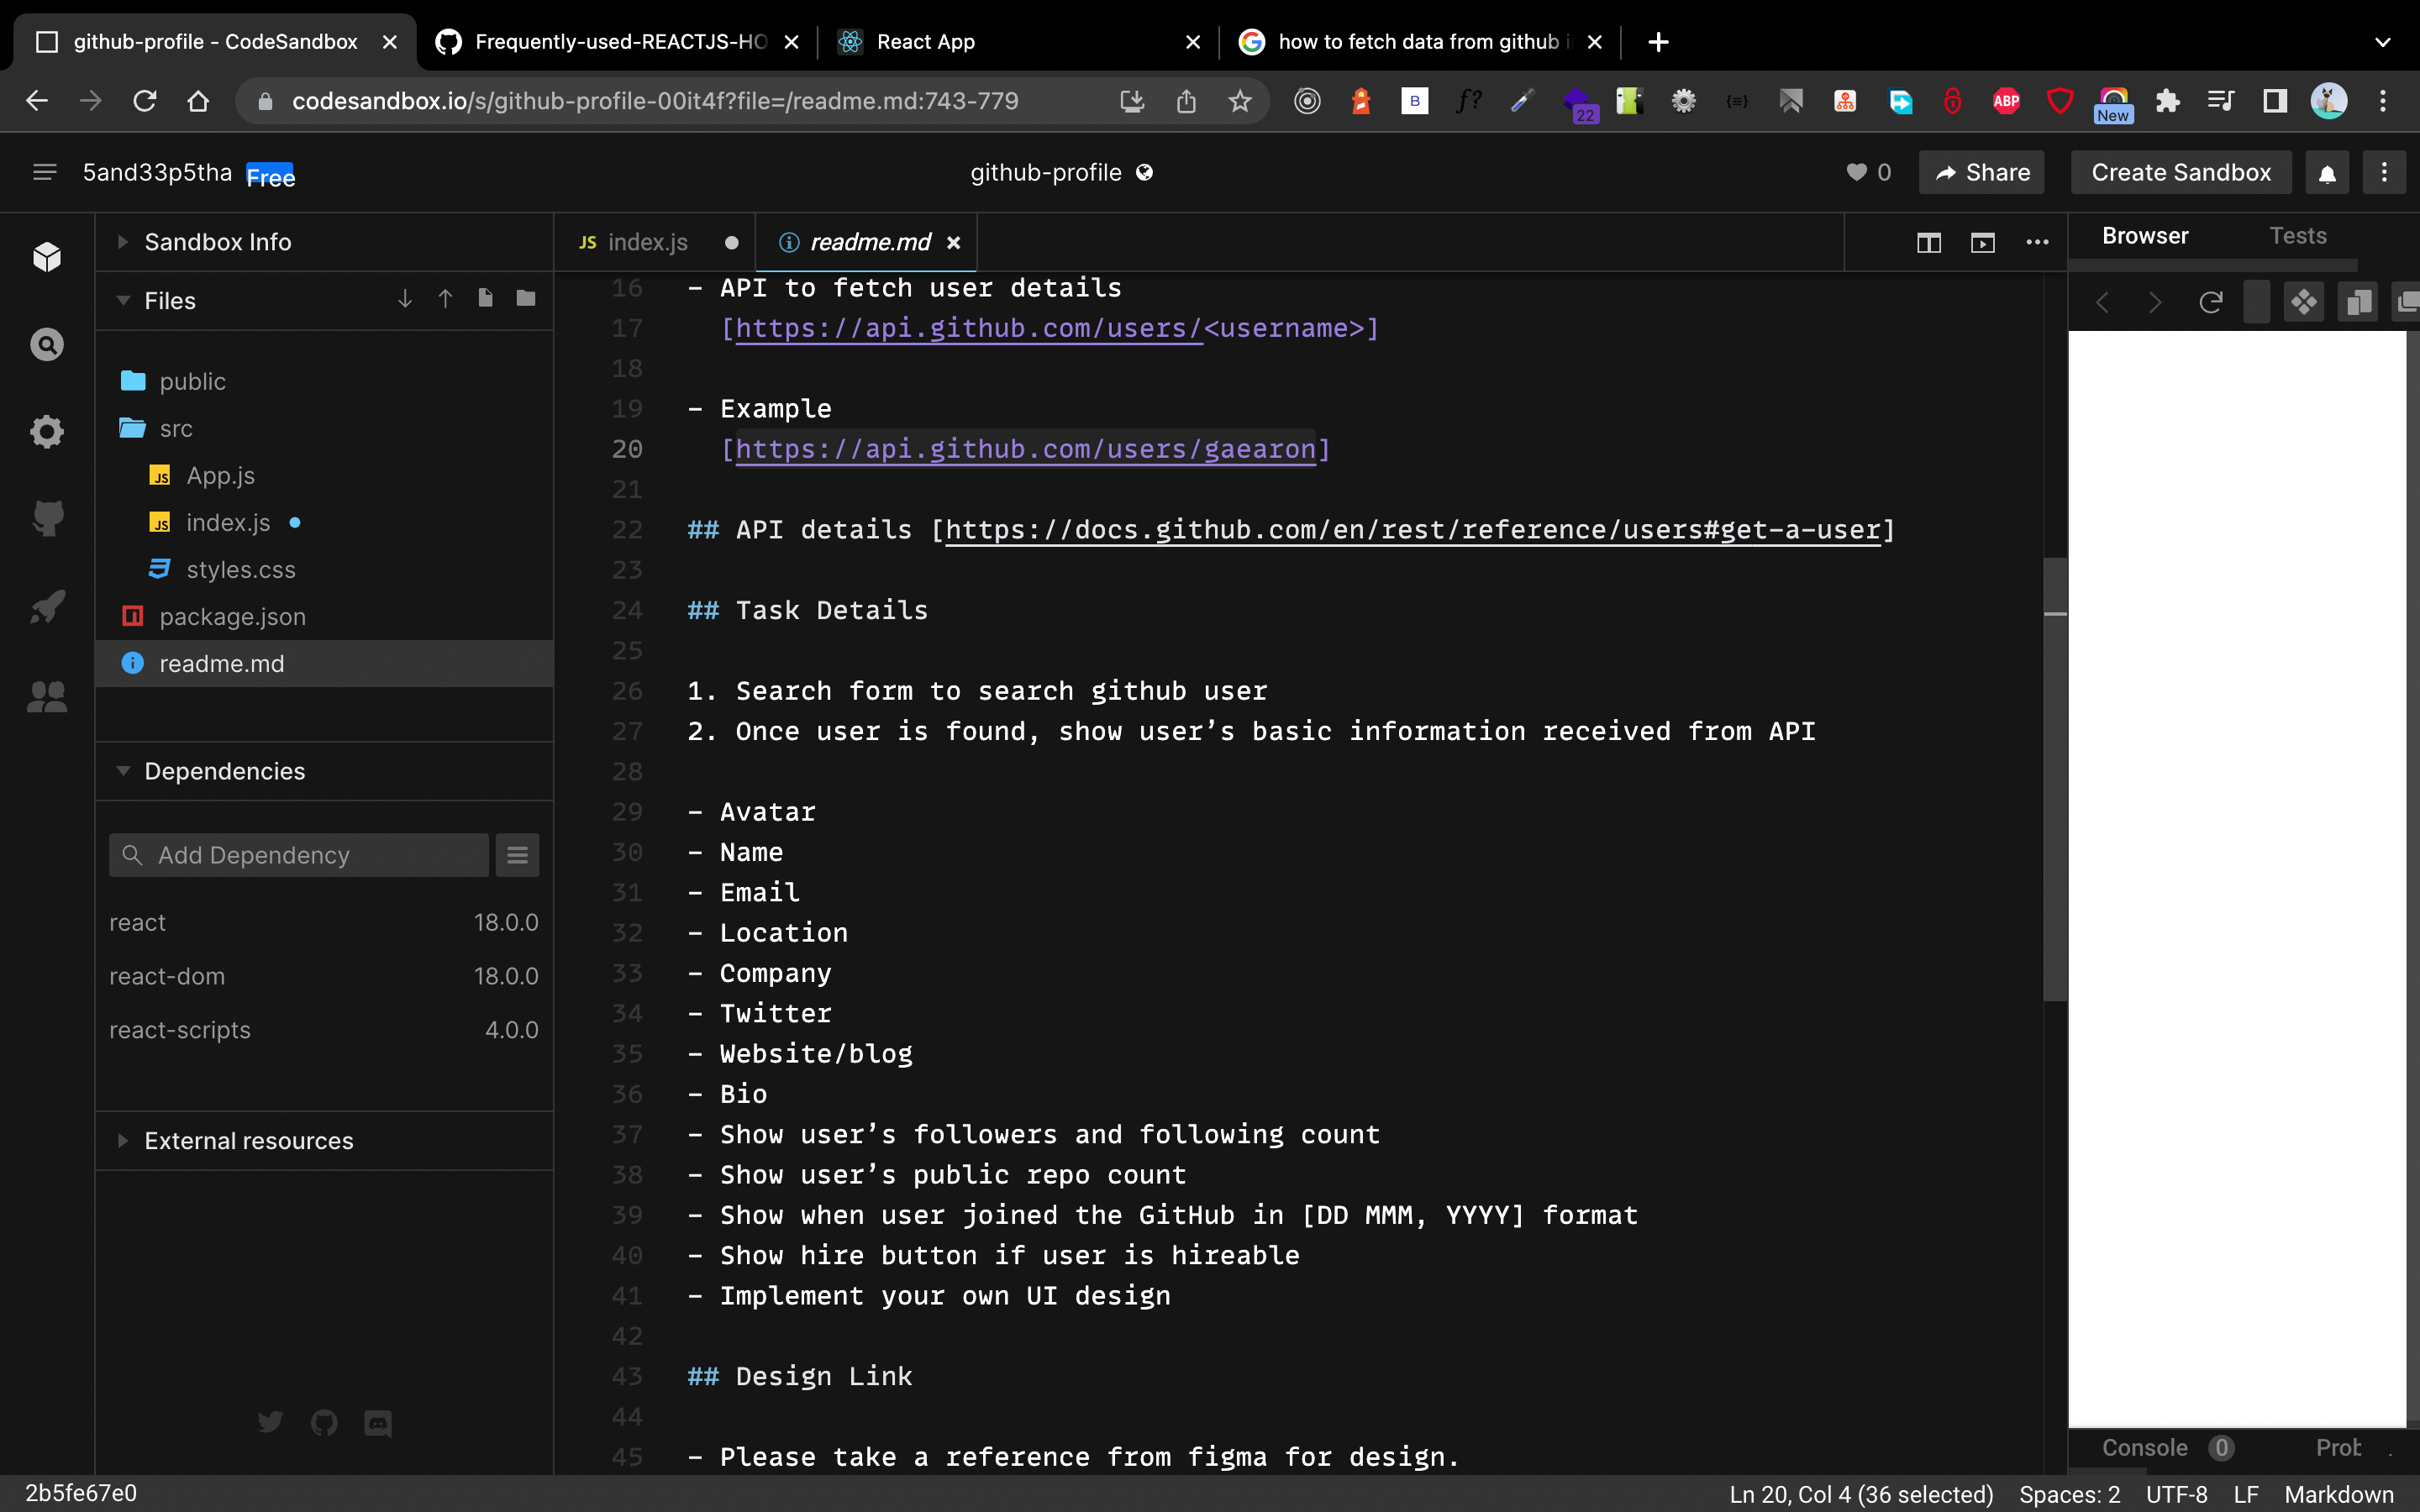 github-profile - CodeSandbox
Frequently-used-REACTJS-HO
React App
how to fetch data from github i
codesandbox.io/s/github-profile-00it4f?file=/readme.md:743-779
B
f?
22
{≡}
ABP
New
5and33p5tha Free
github-profile
0
Share
Create Sandbox
Sandbox Info
JS index.js
readme.md
Browser
Tests
Files
public
src
JS App.js
JS index.js
styles.css
package.json
readme.md
Dependencies
Add Dependency
react 18.0.0
react-dom 18.0.0
react-scripts 4.0.0
External resources
16 - API to fetch user details
17 [https://api.github.com/users/<username>]
18
19 - Example
20 [https://api.github.com/users/gaearon]
21
22 ## API details [https://docs.github.com/en/rest/reference/users#get-a-user]
23
24 ## Task Details
25
26 1. Search form to search github user
27 2. Once user is found, show user’s basic information received from API
28
29 - Avatar
30 - Name
31 - Email
32 - Location
33 - Company
34 - Twitter
35 - Website/blog
36 - Bio
37 - Show user’s followers and following count
38 - Show user’s public repo count
39 - Show when user joined the GitHub in [DD MMM, YYYY] format
40 - Show hire button if user is hireable
41 - Implement your own UI design
42
43 ## Design Link
44
45 - Please take a reference from figma for design.
Console 0
Prob
2b5fe67e0
Ln 20, Col 4 (36 selected)
Spaces: 2
UTF-8
LF
Markdown